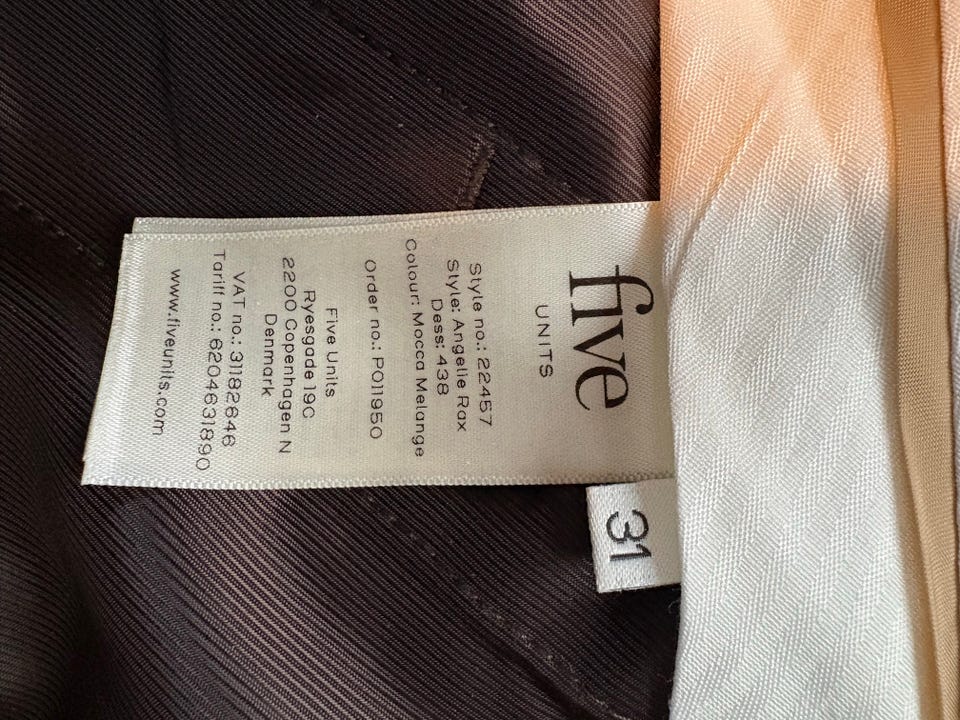 five
UNITS
Style no.: 22457
Style: Angelie Rax
Dess: 438
Colour: Mocca Melange
Order no.: PO11950
Five Units
Ryesgade 19C
2200 Copenhagen N
Denmark
VAT no.: 31182646
Tariff no.: 6204631890
www.fiveunits.com
31